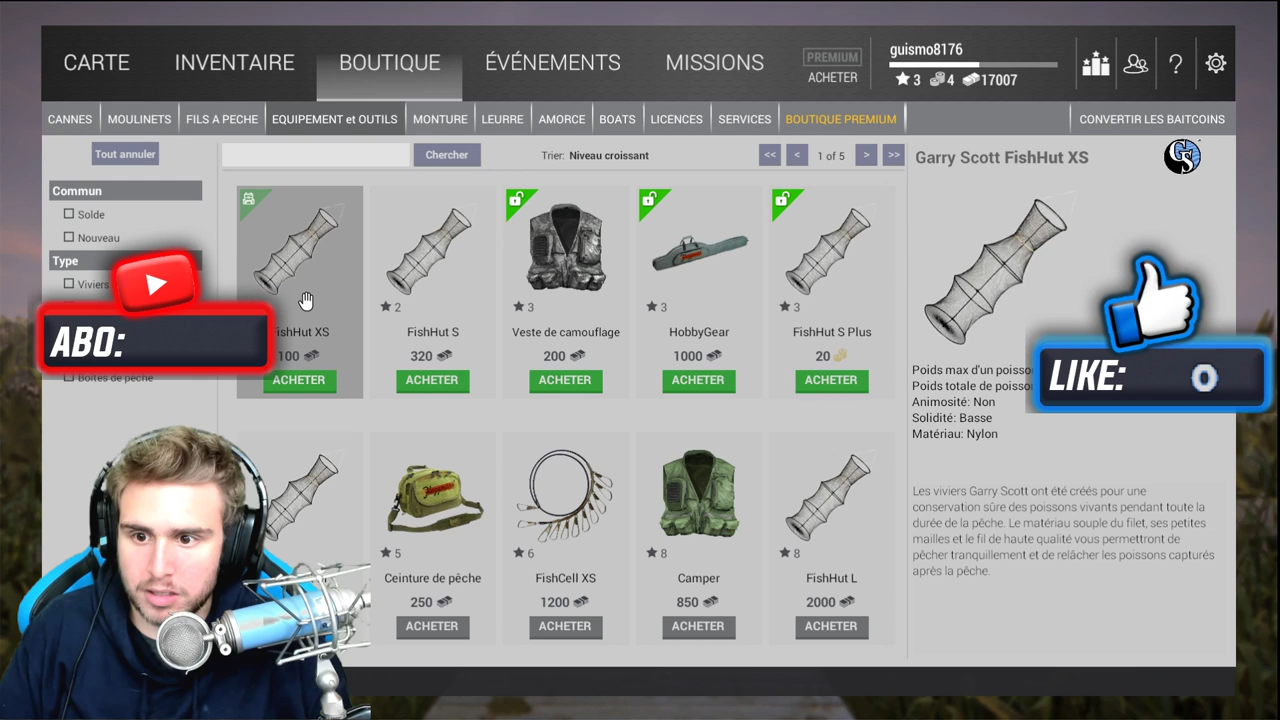 CARTE INVENTAIRE BOUTIQUE ÉVÉNEMENTS MISSIONS
PREMIUM
ACHETER
guismo8176
3 4 17007
CANNES MOULINETS FILS A PECHE EQUIPEMENT et OUTILS MONTURE LEURRE AMORCE BOATS LICENCES SERVICES BOUTIQUE PREMIUM CONVERTIR LES BAITCOINS
Tout annuler
Chercher
Trier: Niveau croissant
<< < 1 of 5 > >>
Commun
Solde
Nouveau
Type
Viviers
Boîtes de pêche
ABO:
FishHut XS
100
ACHETER
2
FishHut S
320
ACHETER
3
Veste de camouflage
200
ACHETER
3
HobbyGear
1000
ACHETER
3
FishHut S Plus
20
ACHETER
5
Ceinture de pêche
250
ACHETER
6
FishCell XS
1200
ACHETER
8
Camper
850
ACHETER
8
FishHut L
2000
ACHETER
Garry Scott FishHut XS
GS
LIKE: 0
Poids max d'un poisso
Poids totale de poisso
Animosité: Non
Solidité: Basse
Matériau: Nylon
Les viviers Garry Scott ont été créés pour une
conservation sûre des poissons vivants pendant toute la
durée de la pêche. Le matériau souple du filet, ses petites
mailles et le fil de haute qualité vous permettront de
pêcher tranquillement et de relâcher les poissons capturés
après la pêche.